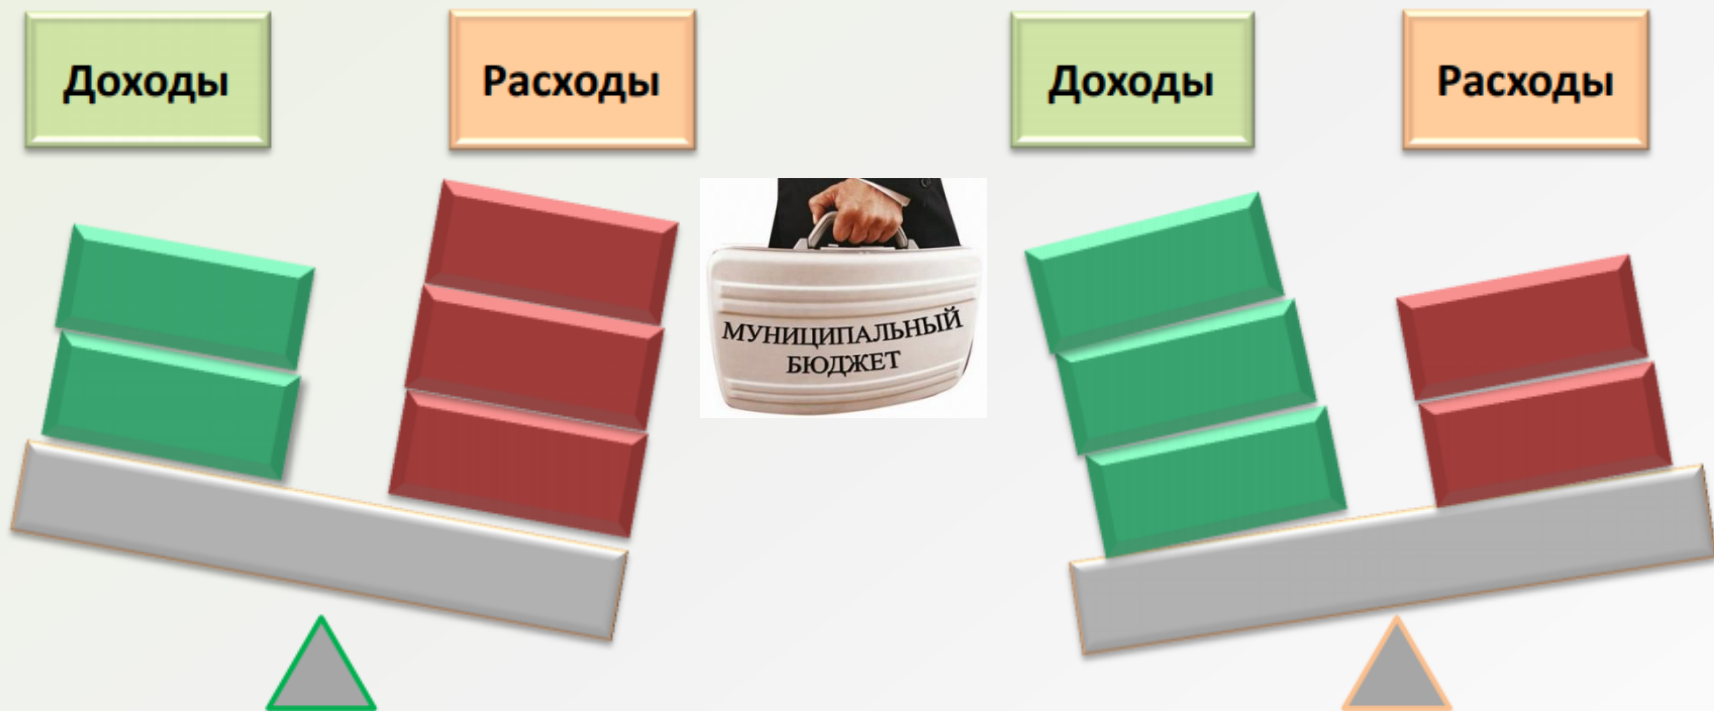 Доходы
Расходы
Доходы
Расходы
МУНИЦИПАЛЬНЫЙ
БЮДЖЕТ